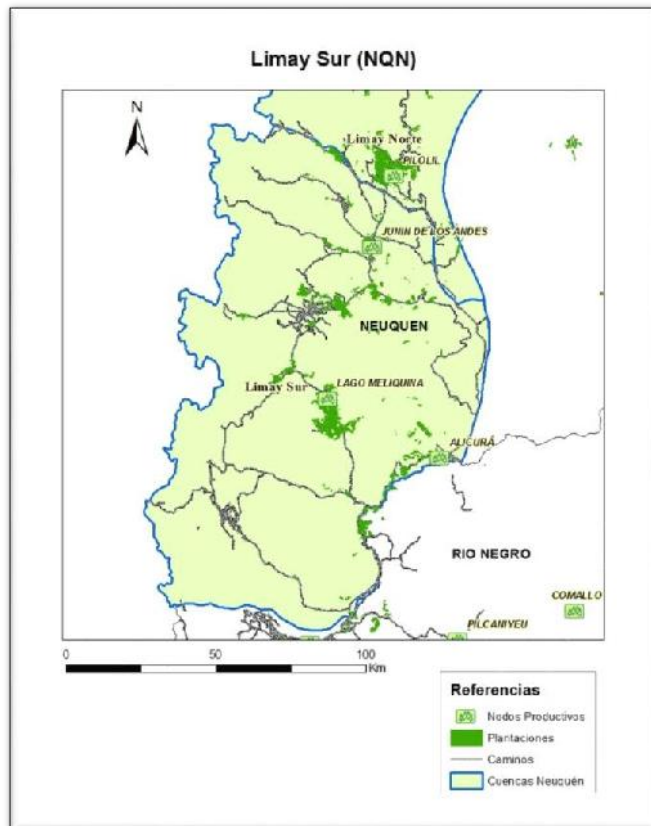 Limay Sur (NQN)
N
Limay Norte
PILOLIL
JUNIN DE LOS ANDES
NEUQUEN
LAGO MELIQUINA
Limay Sur
ALICURÁ
RIO NEGRO
COMALLO
PILCANIYEU
0 50 100
Km
Referencias
Nodos Productivos
Plantaciones
Caminos
Cuencas Neuquén